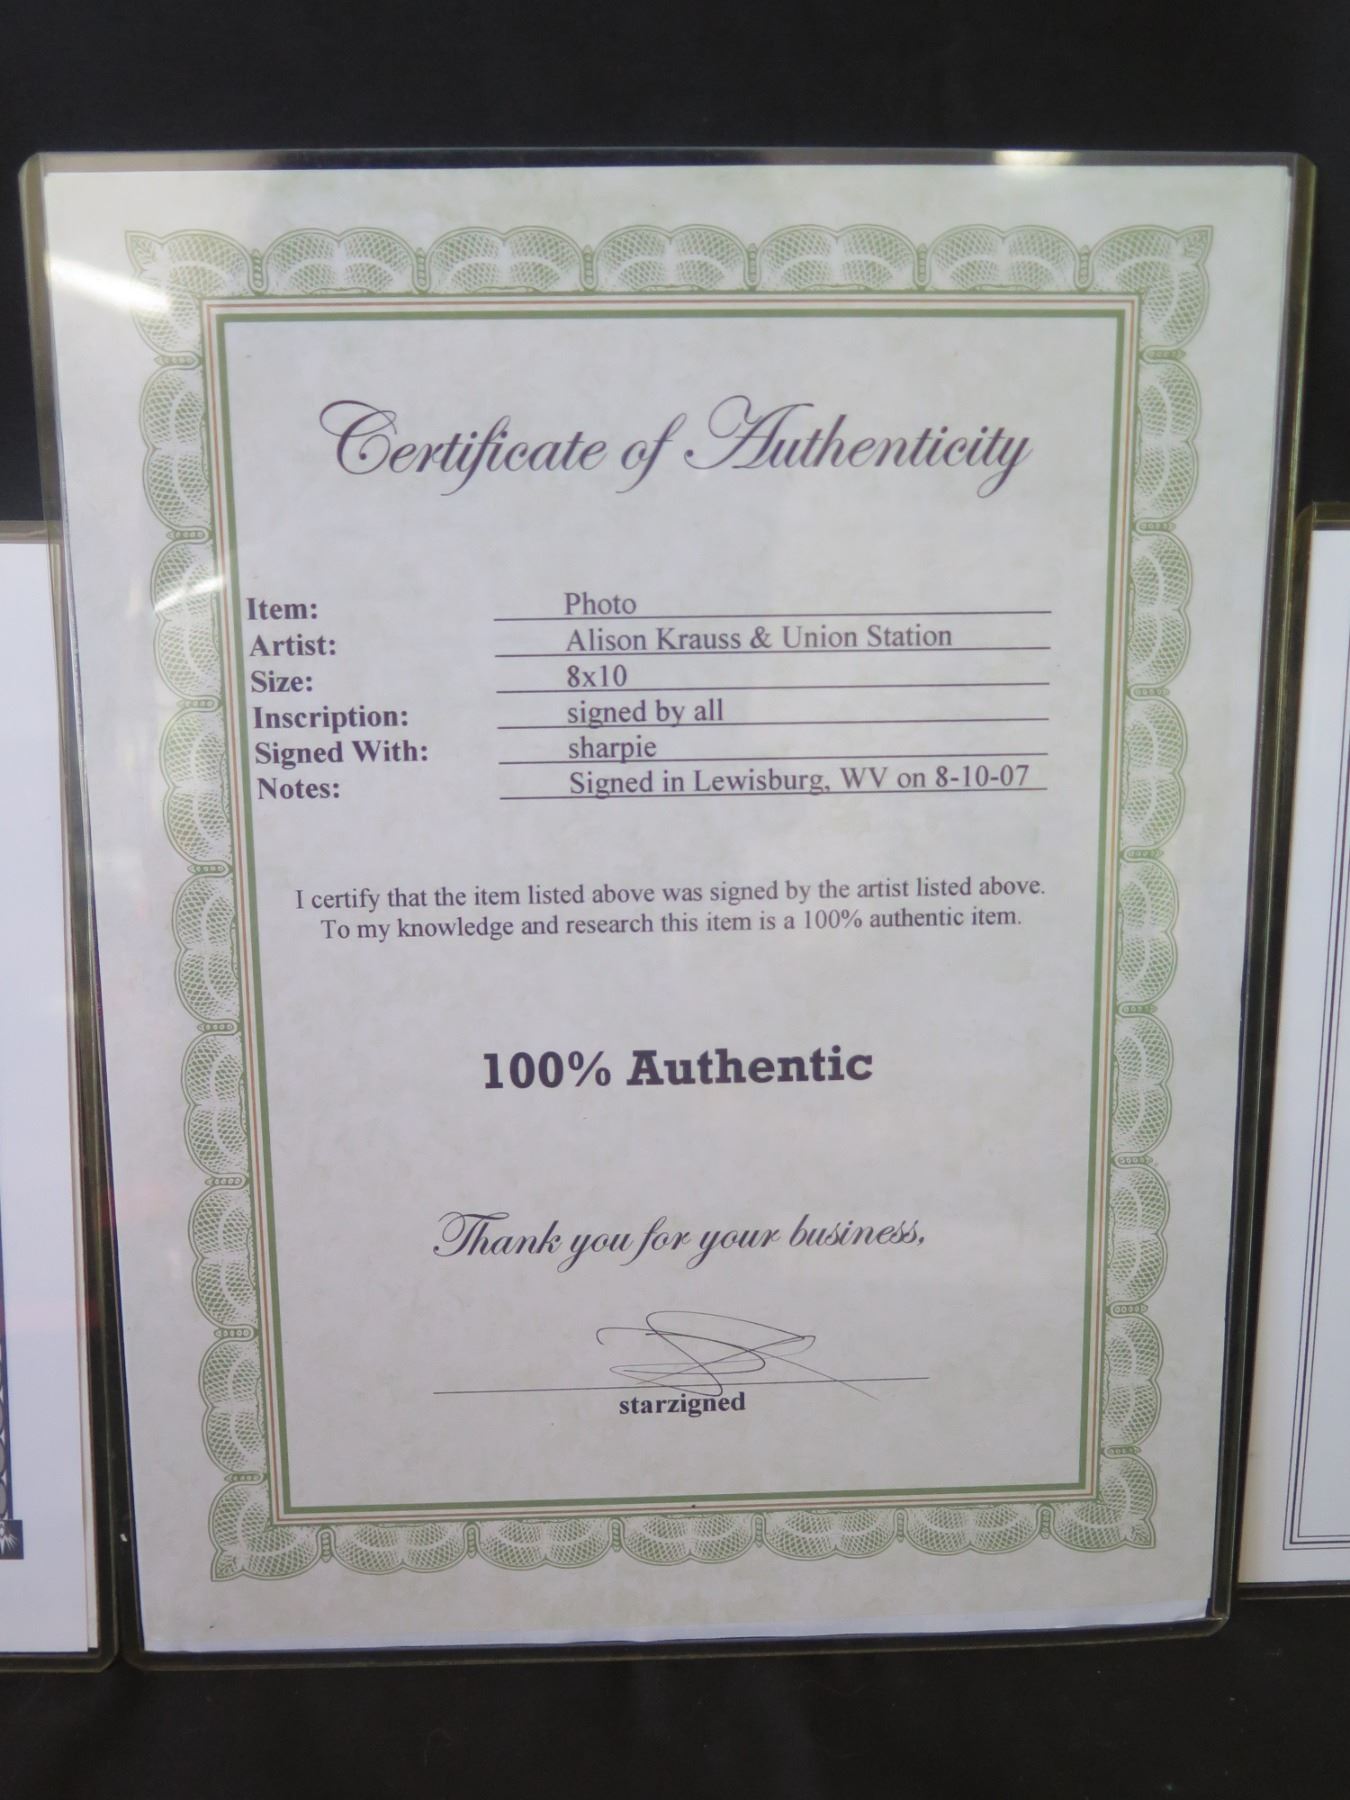 Certificate of Authenticity
Item: Photo
Artist: Alison Krauss & Union Station
Size: 8x10
Inscription: signed by all
Signed With: sharpie
Notes: Signed in Lewisburg, WV on 8-10-07
I certify that the item listed above was signed by the artist listed above.
To my knowledge and research this item is a 100% authentic item.
100% Authentic
Thank you for your business,
starzigned